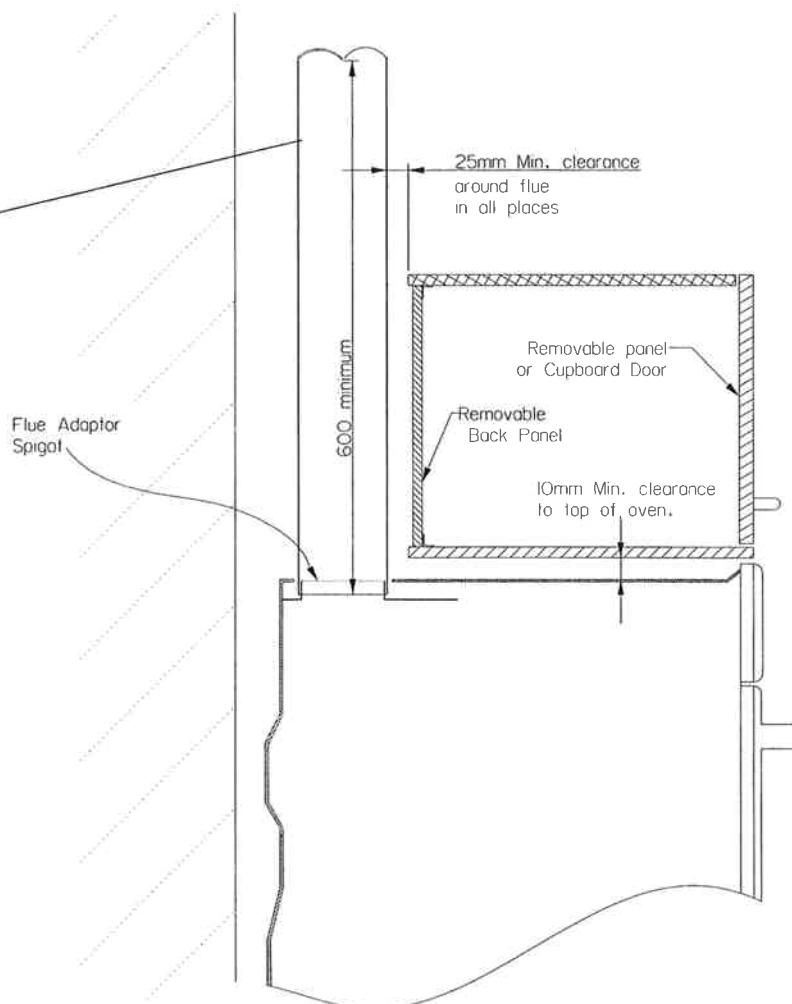 25mm Min. clearance
around flue
in all places
Removable panel
or Cupboard Door
600 minimum
Removable
Back Panel
Flue Adaptor
Spigot
10mm Min. clearance
to top of oven.